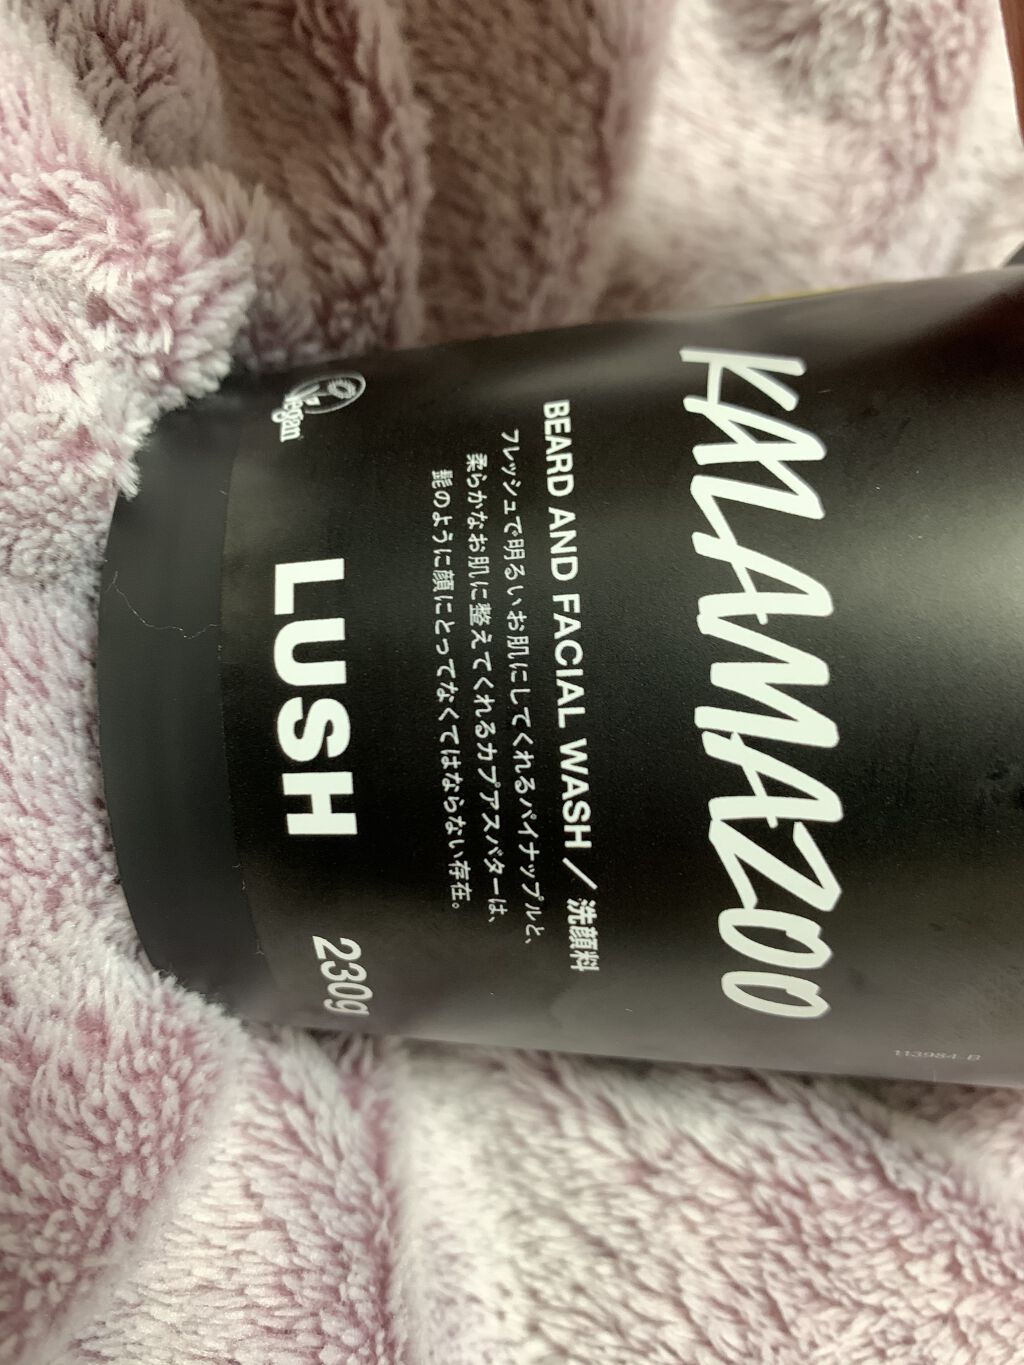 KALAMAZOO
BEARD AND FACIAL WASH／洗顔料
フレッシュで明るいお肌にしてくれるパイナップルと、
柔らかなお肌に整えてくれるカプアスバターは、
髭のように顔にとってなくてはならない存在。
Vegan
LUSH
230g
113984 B